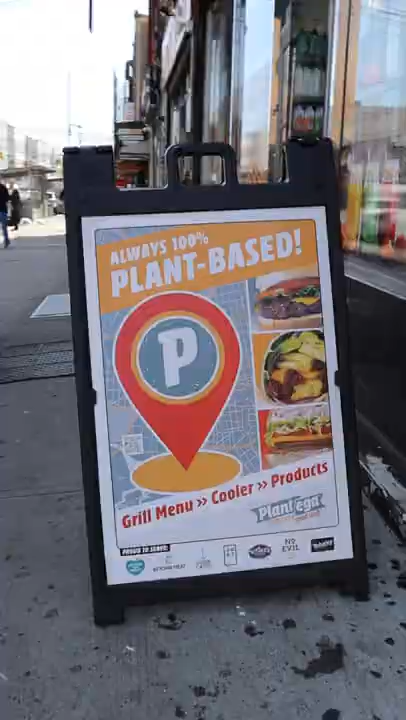 ALWAYS 100%
PLANT-BASED!
P
Grill Menu >> Cooler >> Products
Plantega
PROUD TO SERVE:
NO
EVIL